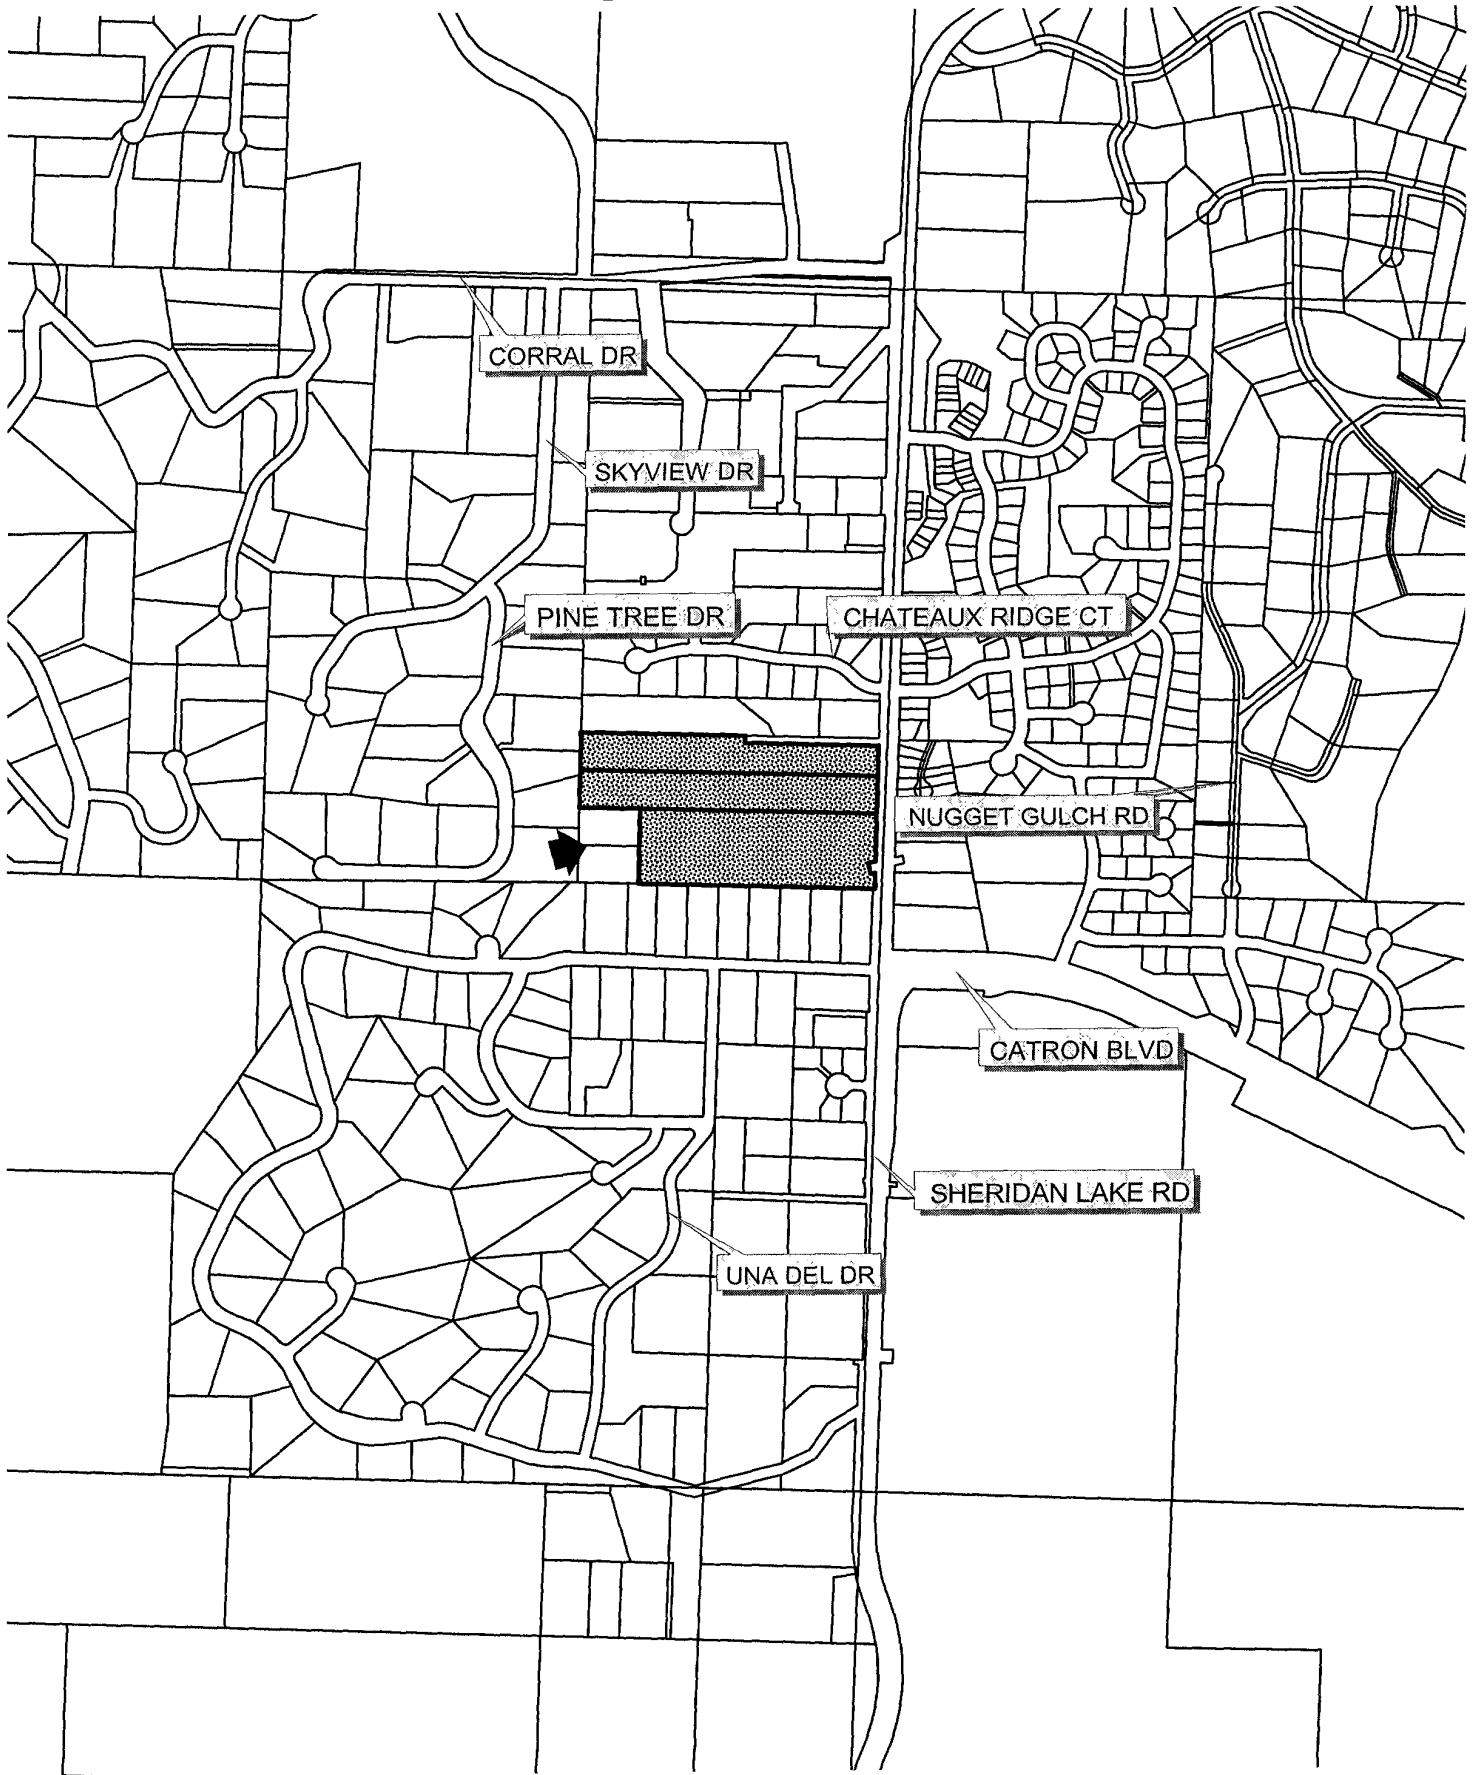 CORRAL DR
SKYVIEW DR
PINE TREE DR
CHATEAUX RIDGE CT
NUGGET GULCH RD
CATRON BLVD
SHERIDAN LAKE RD
UNA DEL DR